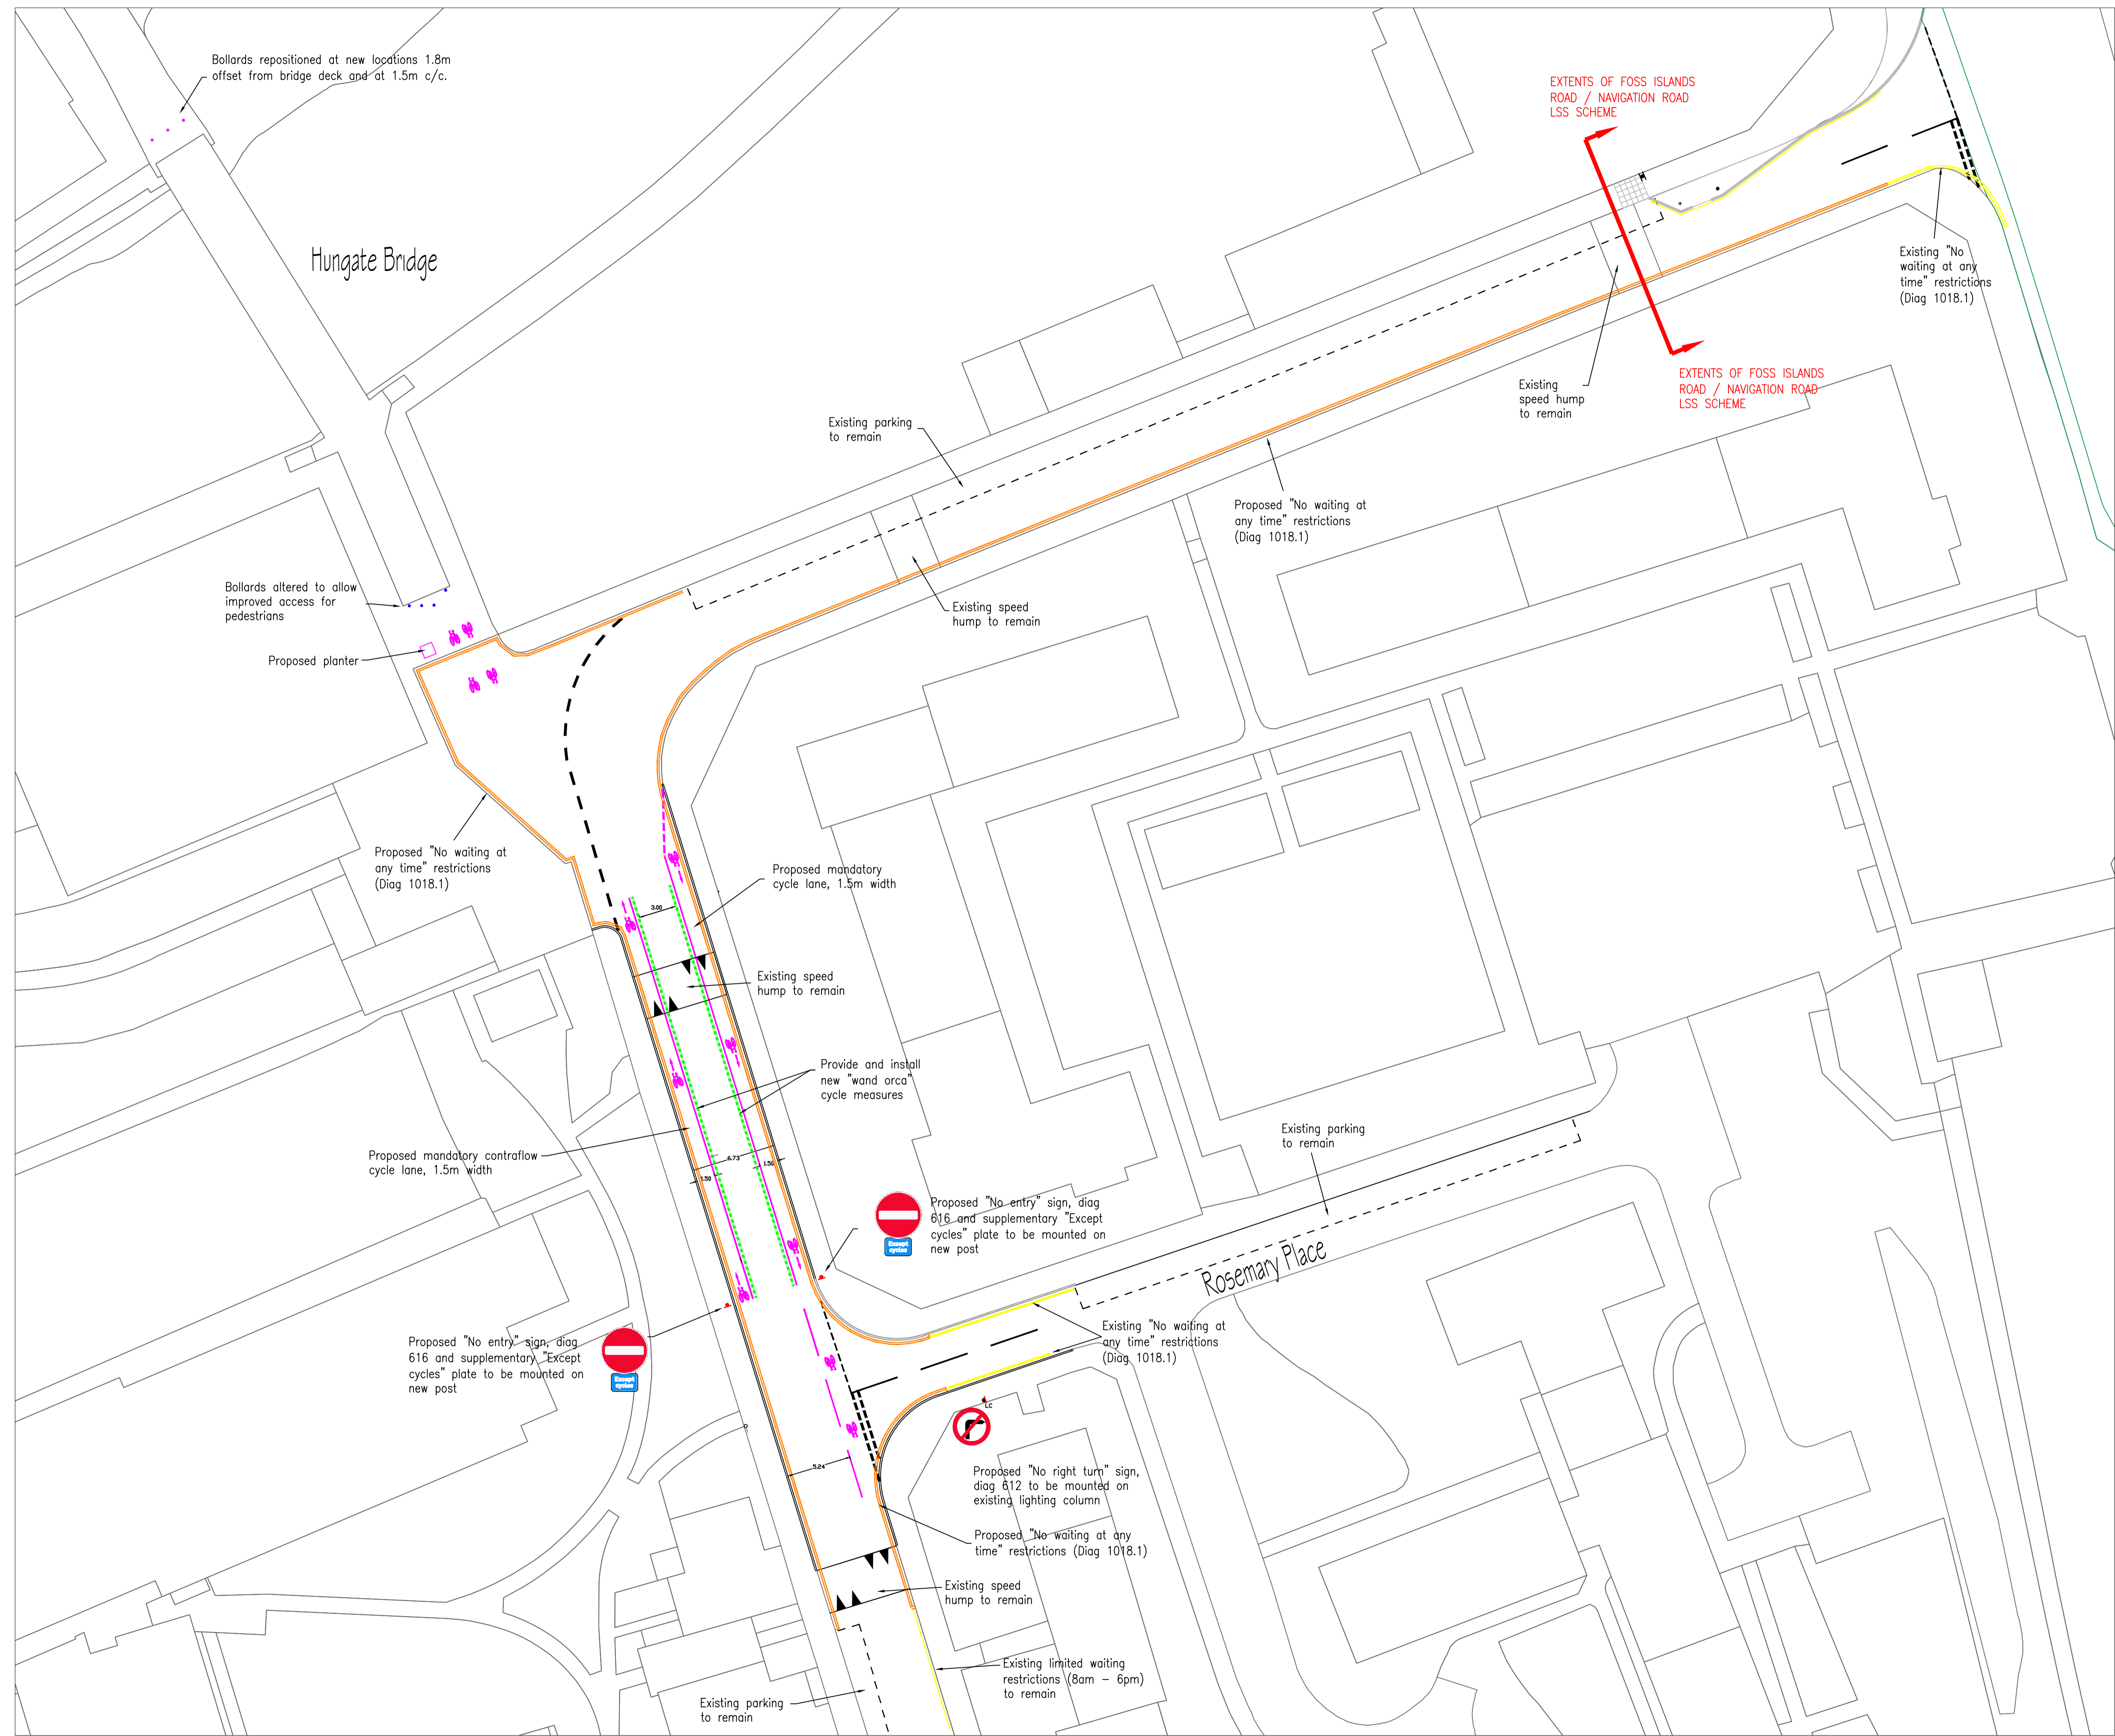 Bollards repositioned at new locations 1.8m
offset from bridge deck and at 1.5m c/c.
EXTENTS OF FOSS ISLANDS
ROAD / NAVIGATION ROAD
LSS SCHEME
Hungate Bridge
Existing "No
waiting at any
time" restrictions
(Diag 1018.1)
EXTENTS OF FOSS ISLANDS
ROAD / NAVIGATION ROAD
LSS SCHEME
Existing
speed hump
to remain
Existing parking
to remain
Proposed "No waiting at
any time" restrictions
(Diag 1018.1)
Bollards altered to allow
improved access for
pedestrians
Existing speed
hump to remain
Proposed planter
Proposed "No waiting at
any time" restrictions
(Diag 1018.1)
Proposed mandatory
cycle lane, 1.5m width
3.00
Existing speed
hump to remain
Provide and install
new "wand orca"
cycle measures
Proposed mandatory contraflow
cycle lane, 1.5m width
6.73
1.50
1.50
Existing parking
to remain
Proposed "No entry" sign, diag
616 and supplementary "Except
cycles" plate to be mounted on
new post
Except
cycles
Rosemary Place
Proposed "No entry" sign, diag
616 and supplementary "Except
cycles" plate to be mounted on
new post
Except
cycles
Existing "No waiting at
any time" restrictions
(Diag 1018.1)
LC
5.24
Proposed "No right turn" sign,
diag 612 to be mounted on
existing lighting column
Proposed "No waiting at any
time" restrictions (Diag 1018.1)
Existing speed
hump to remain
Existing limited waiting
restrictions (8am - 6pm)
to remain
Existing parking
to remain